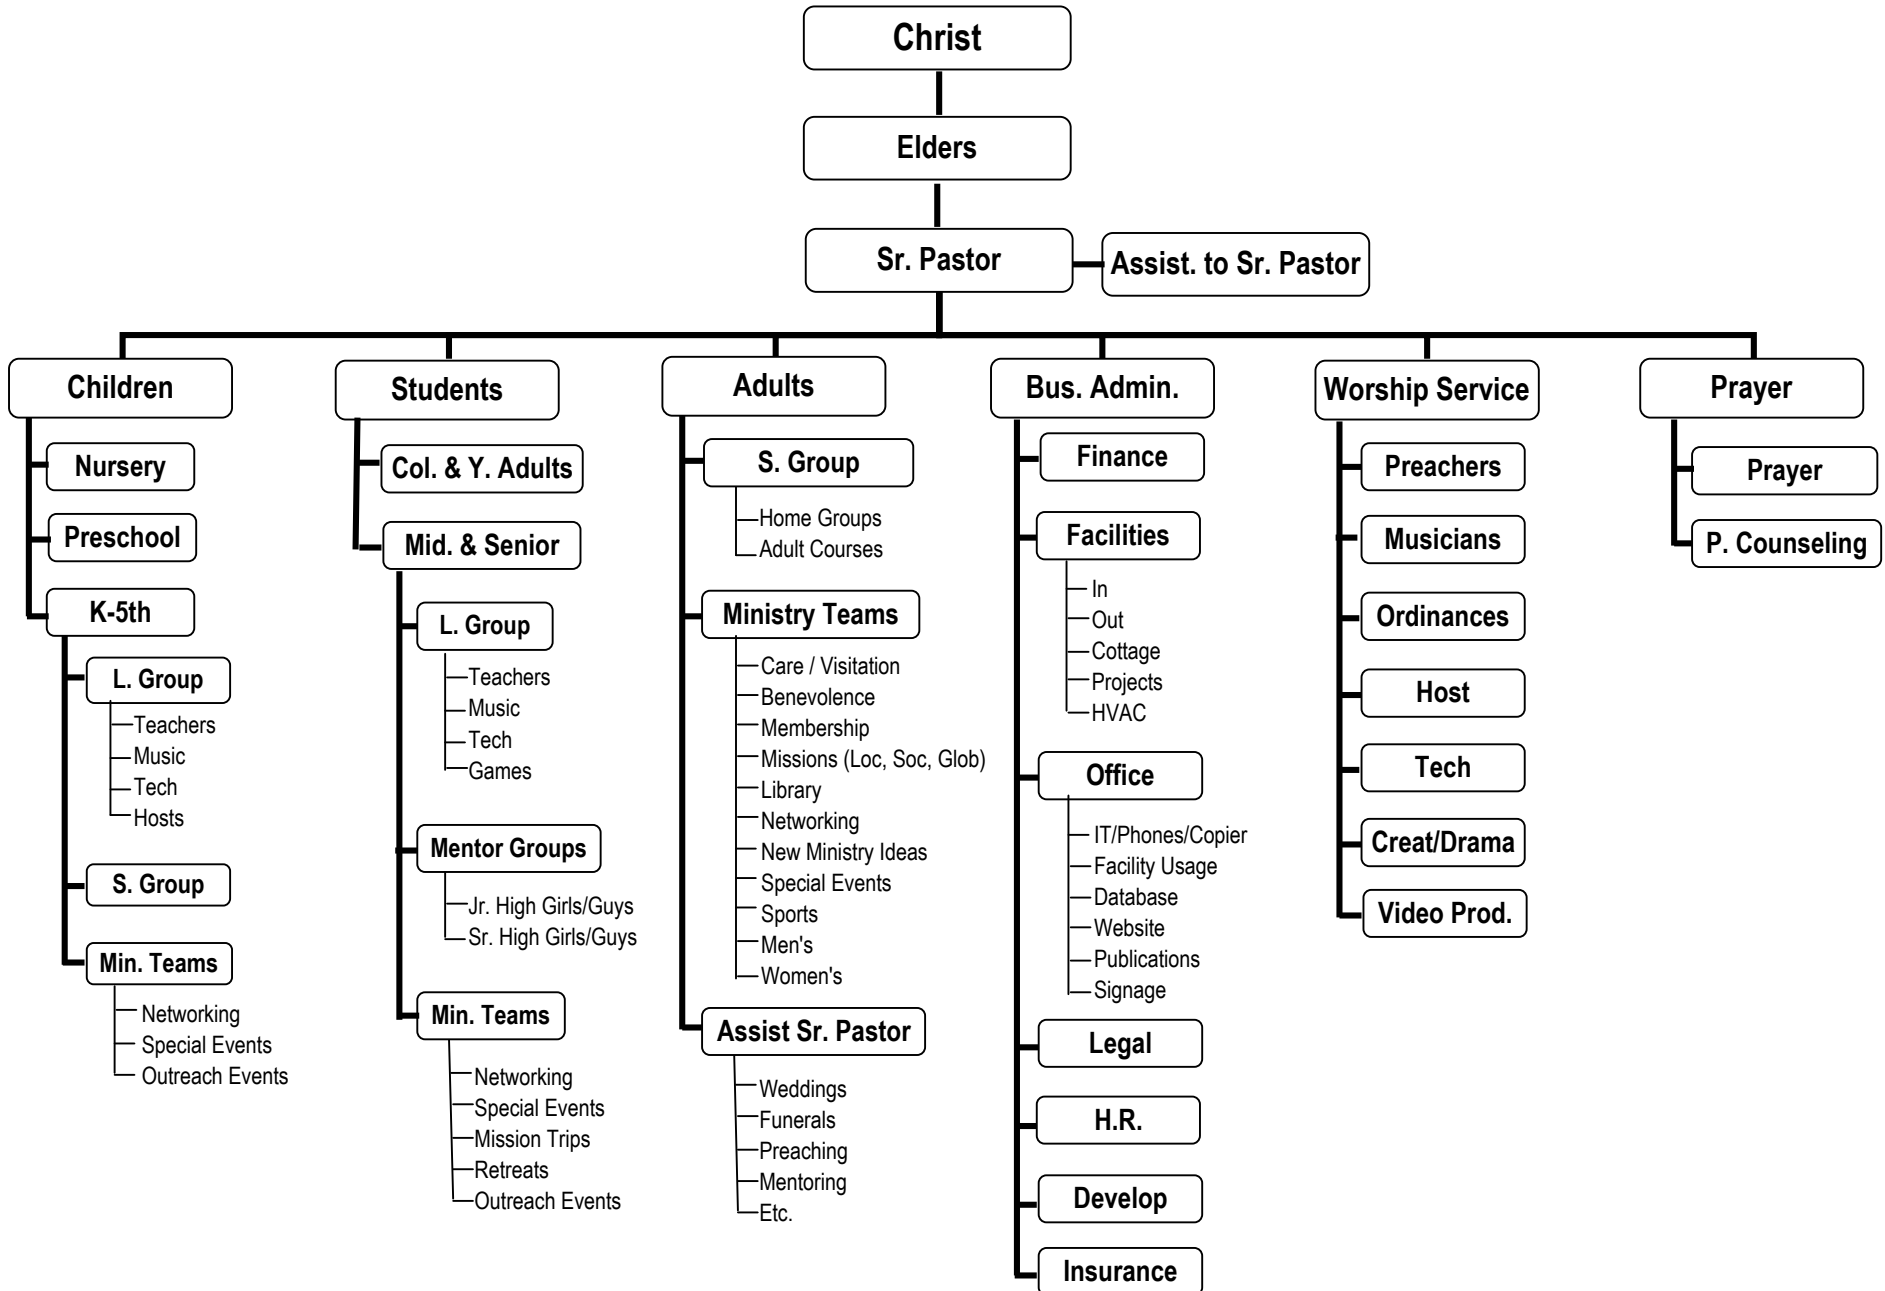 Christ
Elders
Sr. Pastor
Assist. to Sr. Pastor
Children
Nursery
Preschool
K-5th
L. Group
Teachers
Music
Tech
Hosts
S. Group
Min. Teams
Networking
Special Events
Outreach Events
Students
Col. & Y. Adults
Mid. & Senior
L. Group
Teachers
Music
Tech
Games
Mentor Groups
Jr. High Girls/Guys
Sr. High Girls/Guys
Min. Teams
Networking
Special Events
Mission Trips
Retreats
Outreach Events
Adults
S. Group
Home Groups
Adult Courses
Ministry Teams
Care / Visitation
Benevolence
Membership
Missions (Loc, Soc, Glob)
Library
Networking
New Ministry Ideas
Special Events
Sports
Men's
Women's
Assist Sr. Pastor
Weddings
Funerals
Preaching
Mentoring
Etc.
Bus. Admin.
Finance
Facilities
In
Out
Cottage
Projects
HVAC
Office
IT/Phones/Copier
Facility Usage
Database
Website
Publications
Signage
Legal
H.R.
Develop
Insurance
Worship Service
Preachers
Musicians
Ordinances
Host
Tech
Creat/Drama
Video Prod.
Prayer
Prayer
P. Counseling